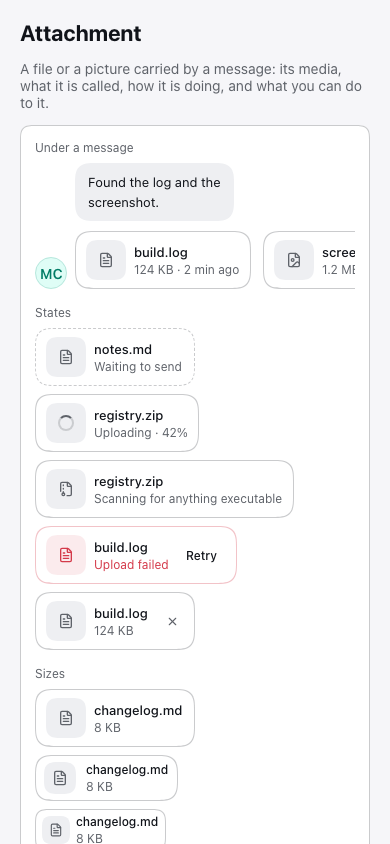 Attachment
A file or a picture carried by a message: its media,
what it is called, how it is doing, and what you can do
to it.
Under a message
Found the log and the
screenshot.
MC
build.log
124 KB · 2 min ago
scree
1.2 ME
States
notes.md
Waiting to send
registry.zip
Uploading · 42%
registry.zip
Scanning for anything executable
build.log
Upload failed
Retry
build.log
124 KB
Sizes
changelog.md
8 KB
changelog.md
8 KB
changelog.md
8 KB